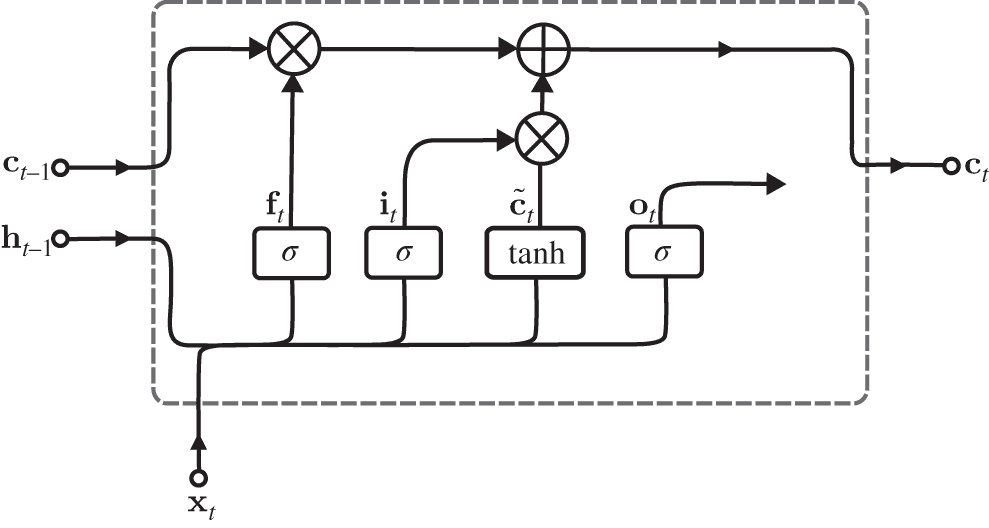 c_{t–1}
c_t
f_t
i_t
c̃_t
o_t
h_{t–1}
σ
σ
tanh
σ
x_t